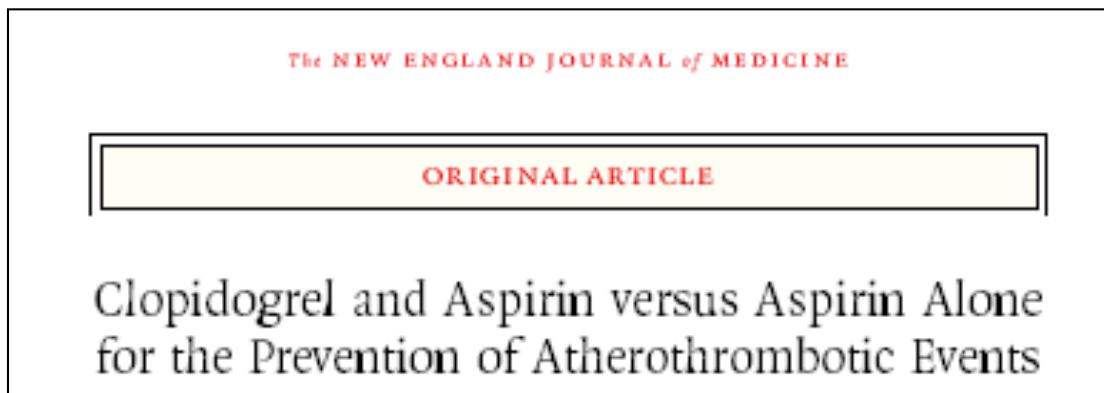 The NEW ENGLAND JOURNAL of MEDICINE
ORIGINAL ARTICLE
Clopidogrel and Aspirin versus Aspirin Alone
for the Prevention of Atherothrombotic Events